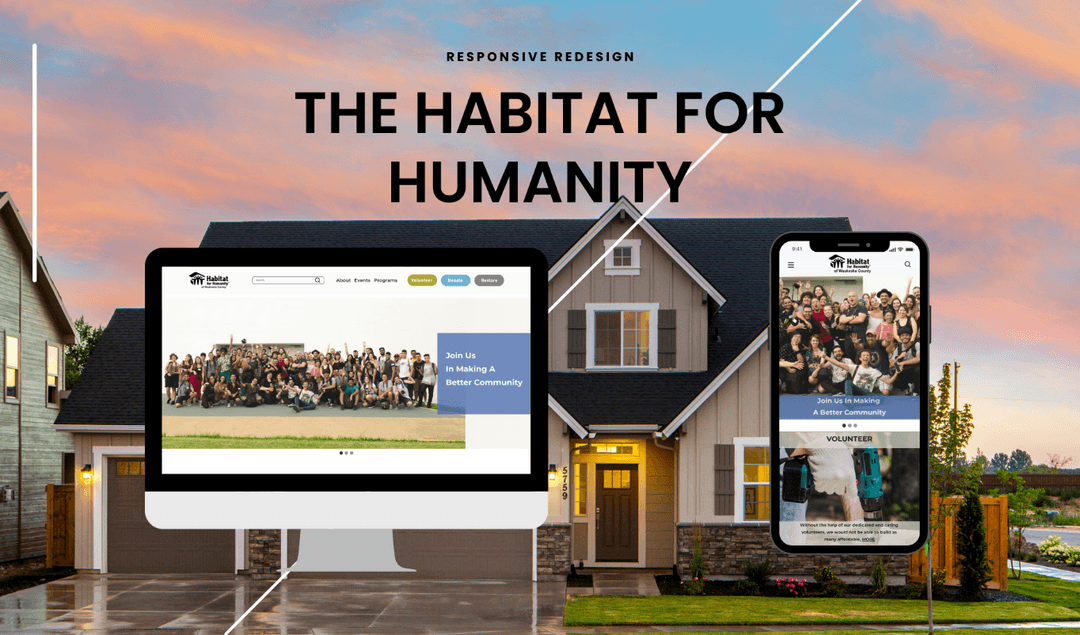 RESPONSIVE REDESIGN
THE HABITAT FOR
HUMANITY
Habitat
for Humanity
of Waukesha County
Search...
About Events Programs
Volunteer
Donate
Restore
Join Us
In Making A
Better Community
5759
9:41
Habitat
for Humanity
of Waukesha County
Join Us In Making
A Better Community
VOLUNTEER
Without the help of our dedicated and caring
volunteers, we would not be able to build as
many affordable, MORE